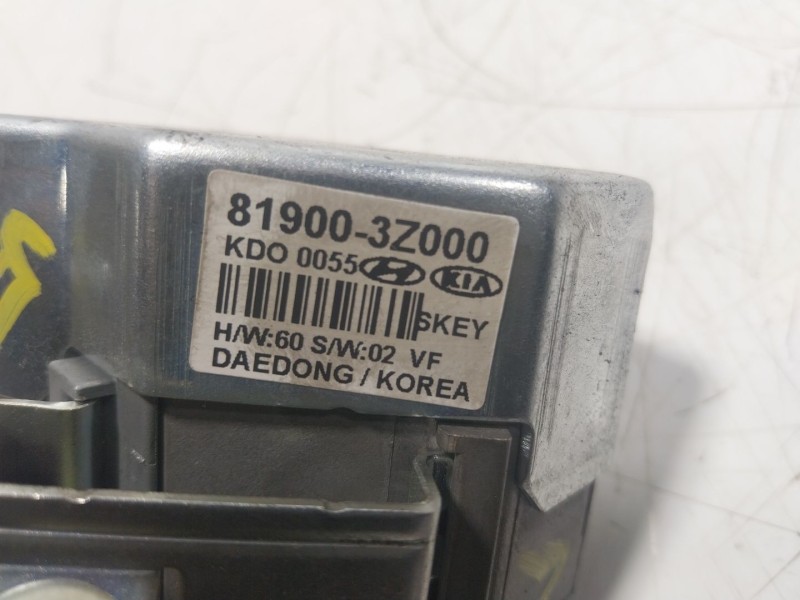 81900-3Z000
KDO 0055 KIA
SKEY
H/W:60 S/W:02 VF
DAEDONG / KOREA